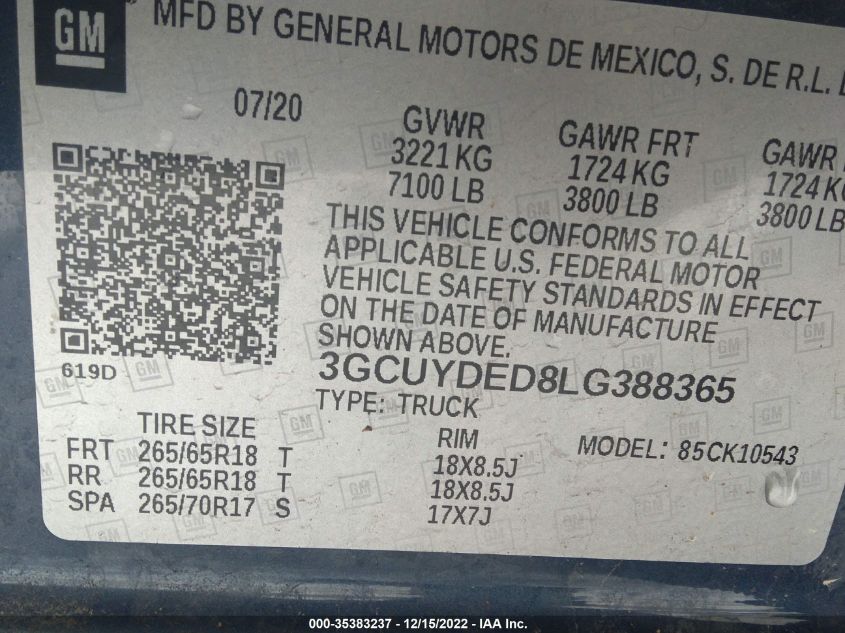 GM
MFD BY GENERAL MOTORS DE MEXICO, S. DE R.L.
07/20
GVWR
3221 KG
7100 LB
GAWR FRT
1724 KG
3800 LB
GAWR
1724 KG
3800 LB
THIS VEHICLE CONFORMS TO ALL
APPLICABLE U.S. FEDERAL MOTOR
VEHICLE SAFETY STANDARDS IN EFFECT
ON THE DATE OF MANUFACTURE
SHOWN ABOVE.
619D
3GCUYDED8LG388365
TYPE: TRUCK
TIRE SIZE
RIM
MODEL: 85CK10543
FRT 265/65R18 T 18X8.5J
RR 265/65R18 T 18X8.5J
SPA 265/70R17 S 17X7J
000-35383237 - 12/15/2022 - IAA Inc.